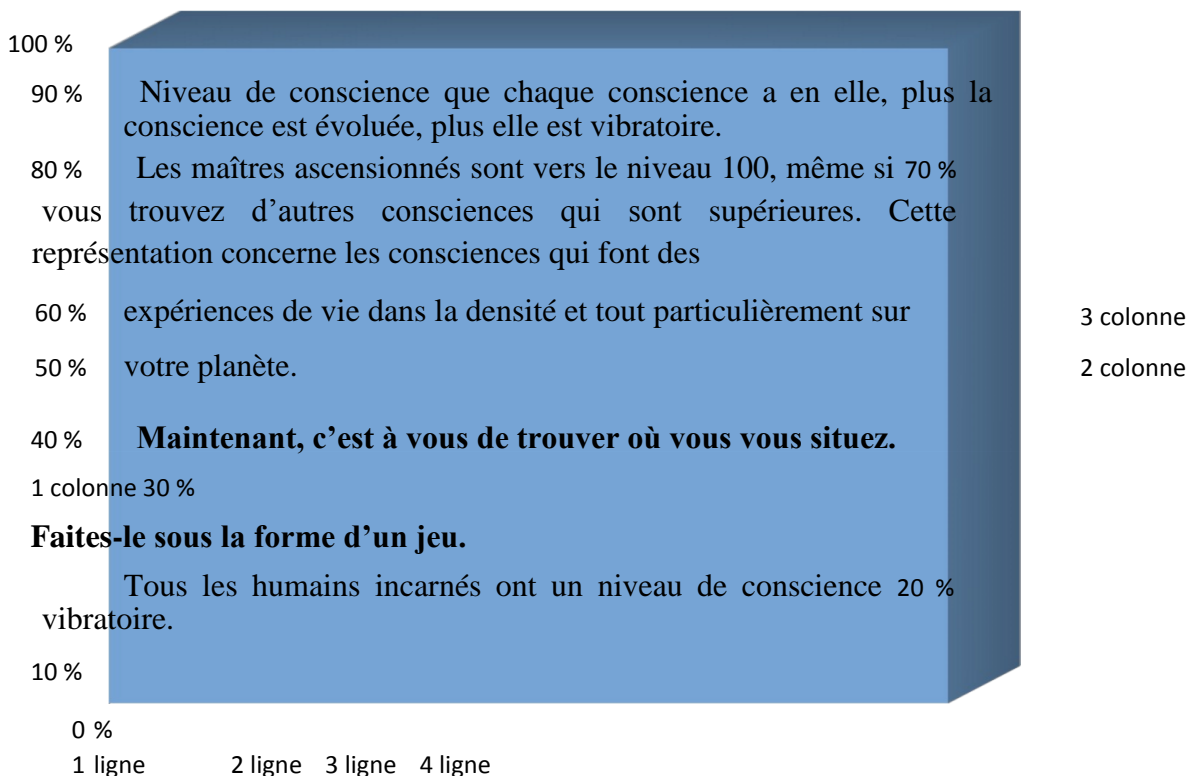 100 %
90 % Niveau de conscience que chaque conscience a en elle, plus la
conscience est évoluée, plus elle est vibratoire.
80 % Les maîtres ascensionnés sont vers le niveau 100, même si 70 %
vous trouvez d’autres consciences qui sont supérieures. Cette
représentation concerne les consciences qui font des
60 % expériences de vie dans la densité et tout particulièrement sur 3 colonne
50 % votre planète. 2 colonne
40 % Maintenant, c’est à vous de trouver où vous vous situez.
1 colonne 30 %
Faites-le sous la forme d’un jeu.
Tous les humains incarnés ont un niveau de conscience 20 %
vibratoire.
10 %
0 %
1 ligne 2 ligne 3 ligne 4 ligne